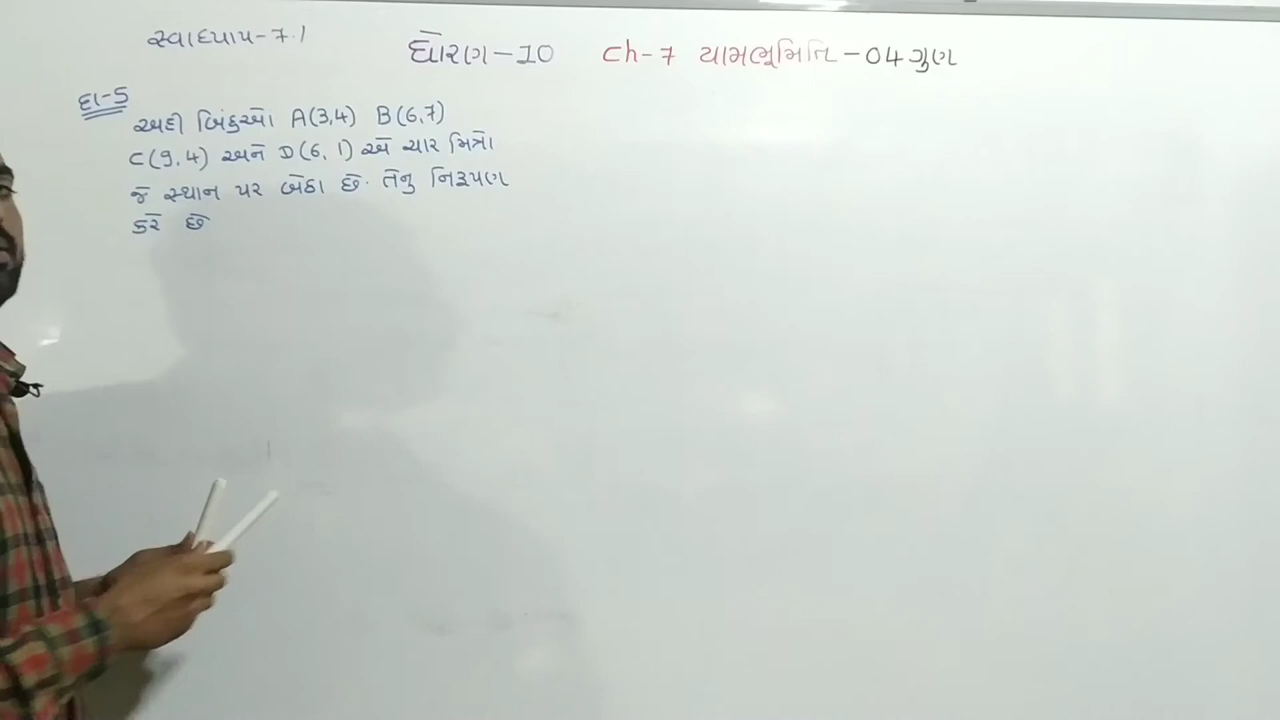 સ્વાધ્યાય-7.1
ધોરણ-10 Ch-7 યામભૂમિતિ-04 ગુણ
દા-5
અહી બિંદુઓ A(3,4) B(6,7)
C(9,4) અને D(6,1) એ ચાર મિત્રો
જે સ્થાન પર બેઠા છે. તેનુ નિરૂપણ
કરે છે